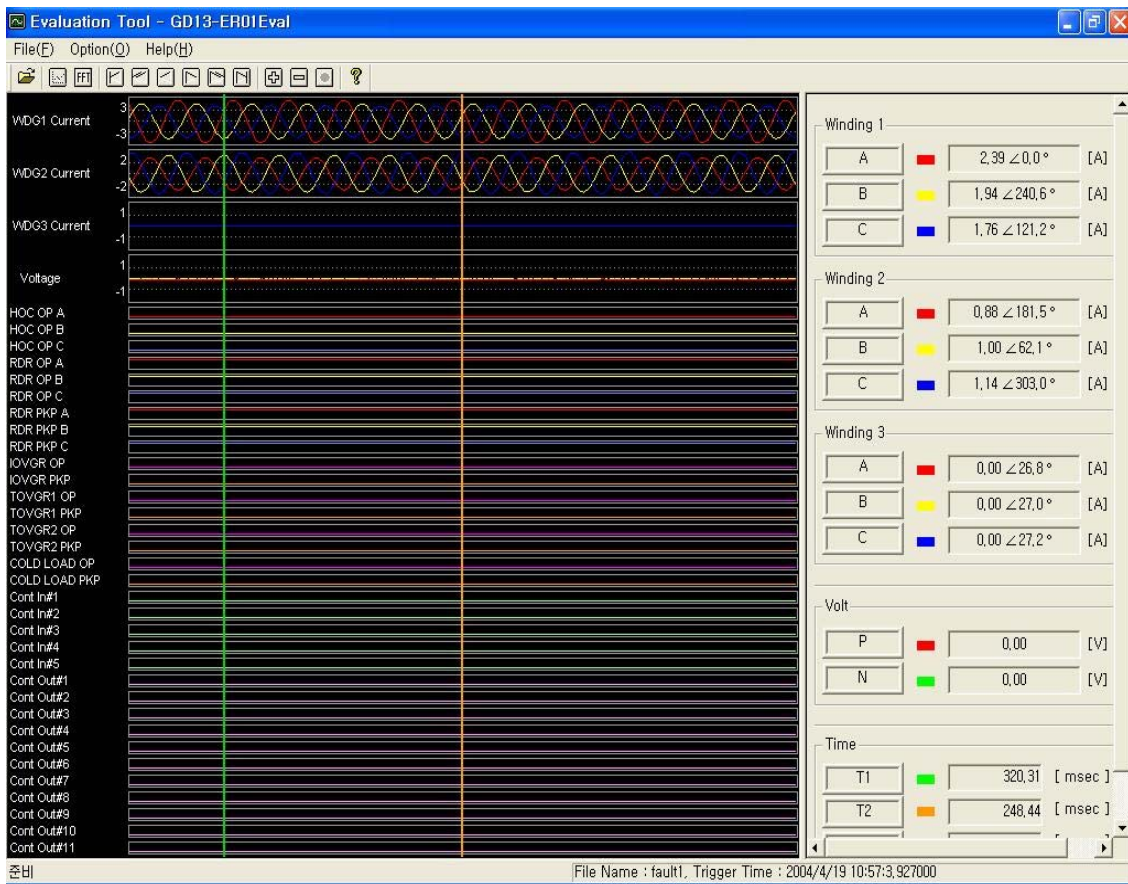 Evaluation Tool - GD13-ER01Eval
File(F) Option(O) Help(H)
FFT
WDG1 Current 3
-3
WDG2 Current 2
-2
WDG3 Current 1
-1
Voltage 1
-1
HOC OP A
HOC OP B
HOC OP C
RDR OP A
RDR OP B
RDR OP C
RDR PKP A
RDR PKP B
RDR PKP C
IOVGR OP
IOVGR PKP
TOVGR1 OP
TOVGR1 PKP
TOVGR2 OP
TOVGR2 PKP
COLD LOAD OP
COLD LOAD PKP
Cont In#1
Cont In#2
Cont In#3
Cont In#4
Cont In#5
Cont Out#1
Cont Out#2
Cont Out#3
Cont Out#4
Cont Out#5
Cont Out#6
Cont Out#7
Cont Out#8
Cont Out#9
Cont Out#10
Cont Out#11
Winding 1
A 2,39 ∠0,0 ° [A]
B 1,94 ∠240,6 ° [A]
C 1,76 ∠121,2 ° [A]
Winding 2
A 0,88 ∠181,5 ° [A]
B 1,00 ∠62,1 ° [A]
C 1,14 ∠303,0 ° [A]
Winding 3
A 0,00 ∠26,8 ° [A]
B 0,00 ∠27,0 ° [A]
C 0,00 ∠27,2 ° [A]
Volt
P 0,00 [V]
N 0,00 [V]
Time
T1 320,31 [ msec ]
T2 248,44 [ msec ]
준비
File Name : fault1, Trigger Time : 2004/4/19 10:57:3,927000